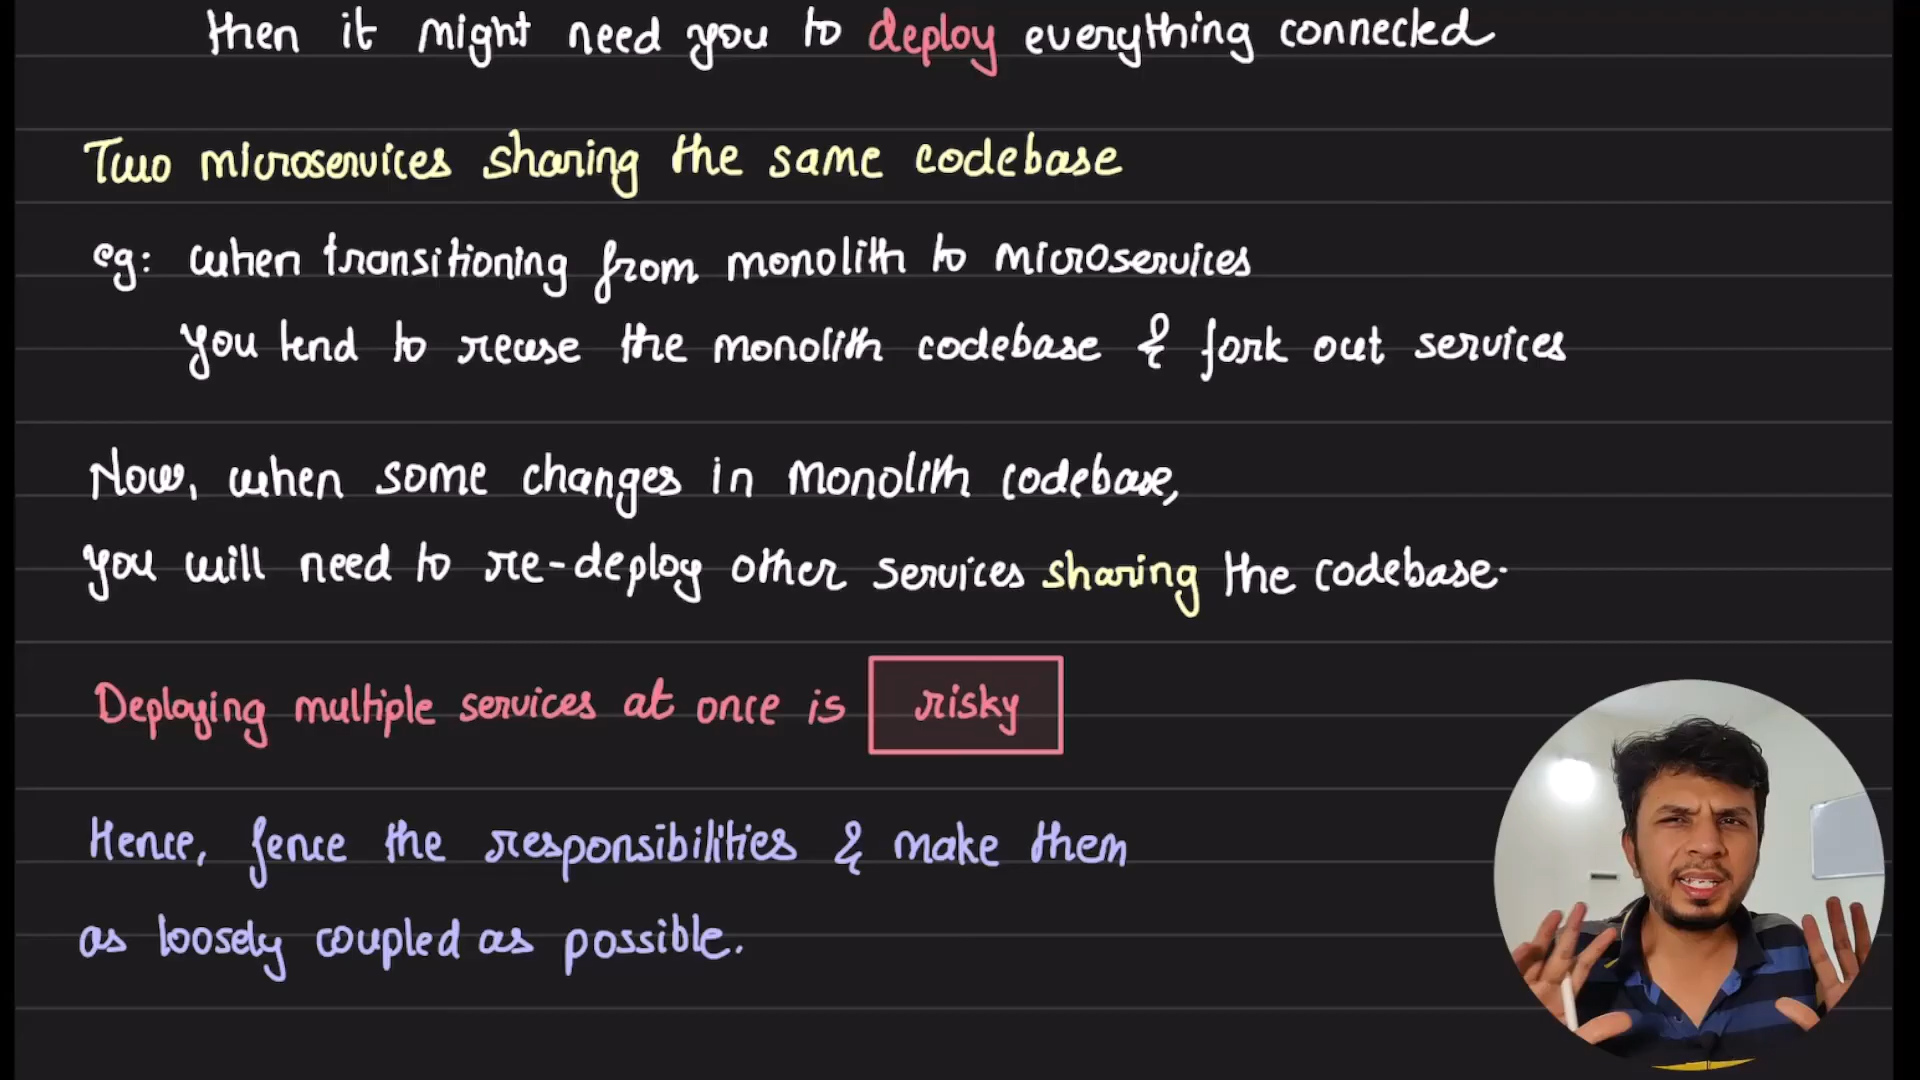 then it might need you to deploy everything connected
Two microservices sharing the same codebase
eg: when transitioning from monolith to microservices
you tend to reuse the monolith codebase & fork out services
Now, when some changes in monolith codebase,
you will need to re-deploy other services sharing the codebase.
Deploying multiple services at once is risky
Hence, fence the responsibilities & make them
as loosely coupled as possible.